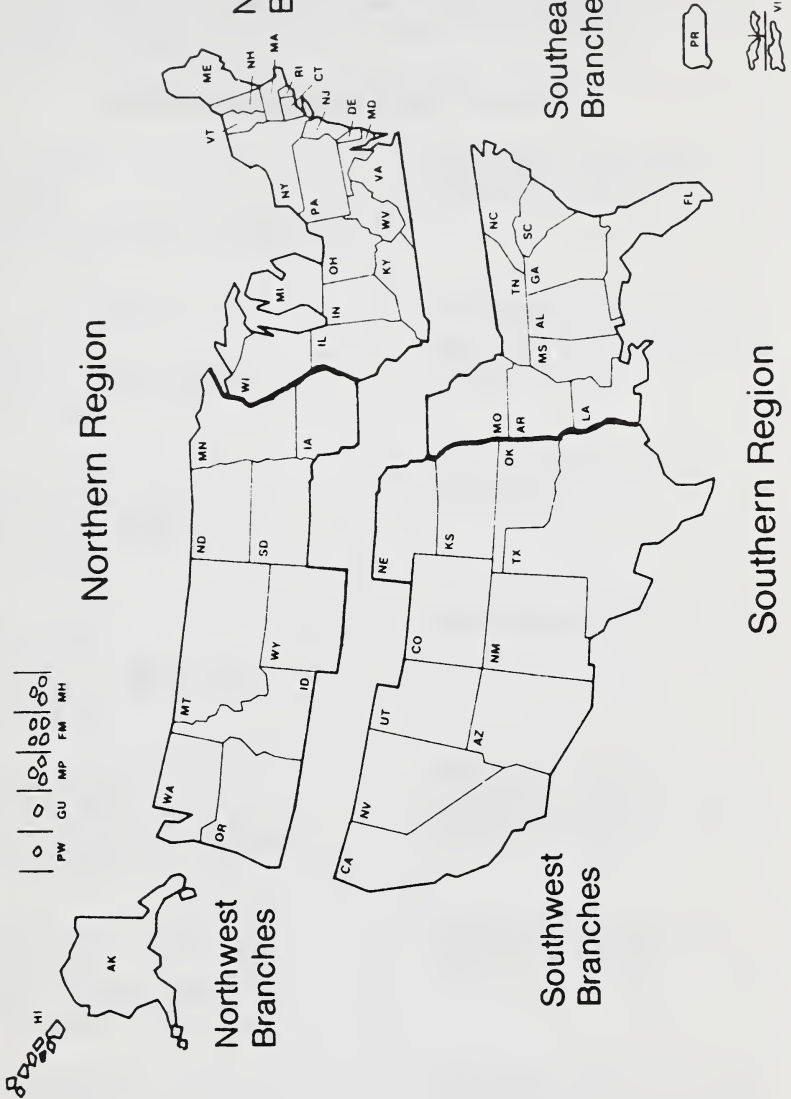 PW GU MP FM MH
HI
AK
Northwest
Branches
Northern Region
WA
OR
MT
ID
WY
ND
SD
MN
IA
WI
IL
MI
IN
OH
KY
WV
VA
PA
NY
VT
ME
NH
MA
RI
CT
NJ
DE
MD
N
B
CA
NV
UT
AZ
CO
NM
NE
KS
OK
TX
MO
AR
LA
MS
AL
TN
GA
NC
SC
FL
Southea
Branche
PR
VI
Southwest
Branches
Southern Region